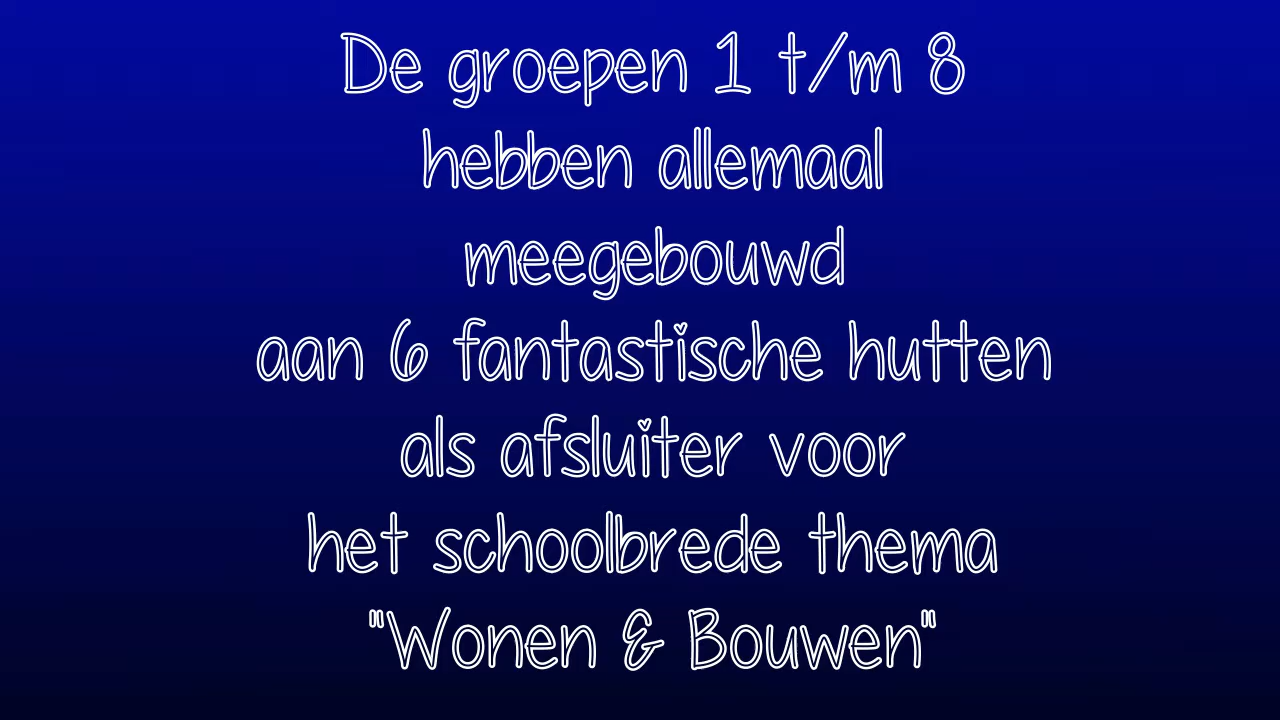 De groepen 1 t/m 8
hebben allemaal
meegebouwd
aan 6 fantastische hutten
als afsluiter voor
het schoolbrede thema
"Wonen & Bouwen"